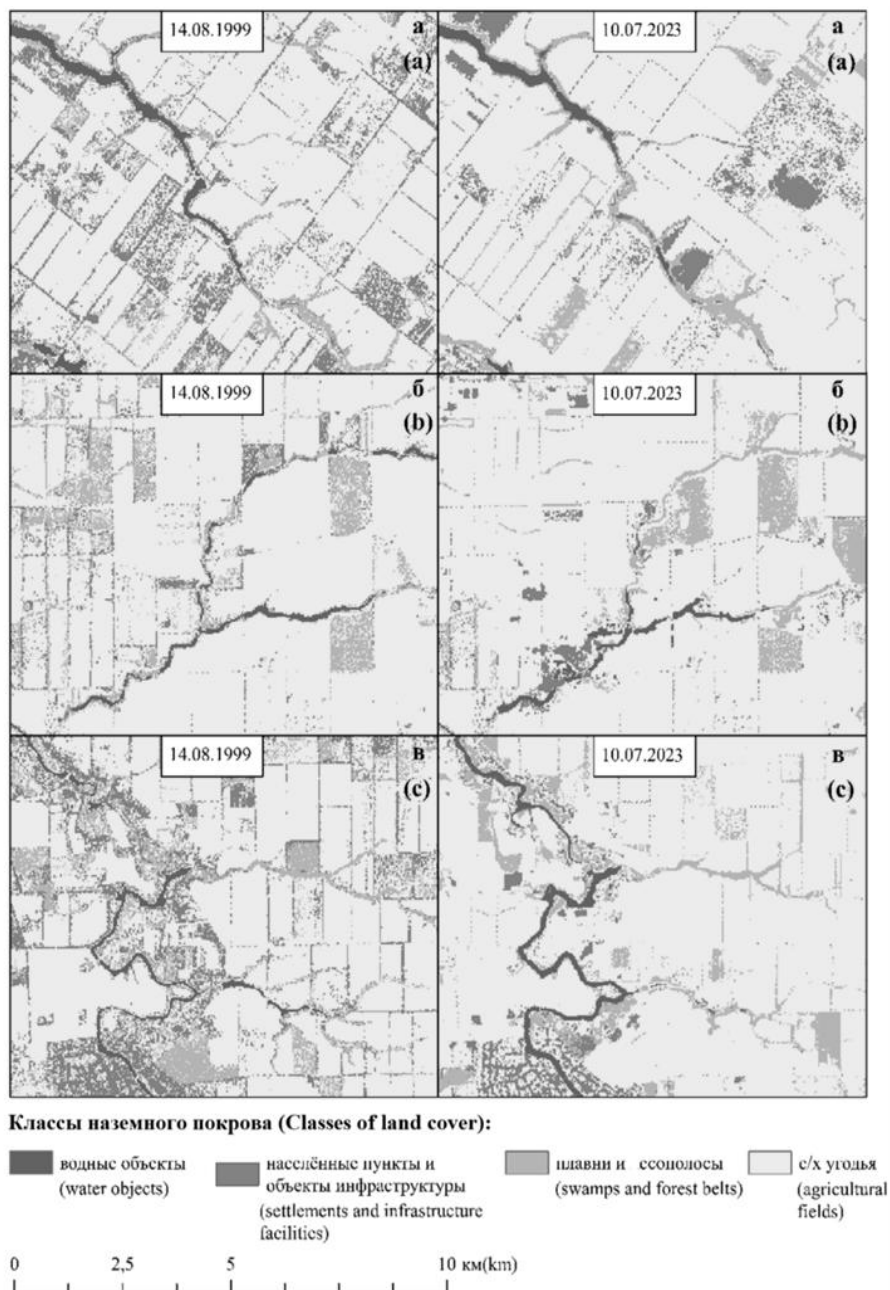 14.08.1999
а
(a)
10.07.2023
а
(a)
14.08.1999
б
(b)
10.07.2023
б
(b)
14.08.1999
в
(c)
10.07.2023
в
(c)
Классы наземного покрова (Classes of land cover):
водные объекты
(water objects)
населённые пункты и
объекты инфраструктуры
(settlements and infrastructure
facilities)
плавни и
(swamps and forest belts)
с/х угодья
(agricultural
fields)
0 2,5 5 10 км(km)